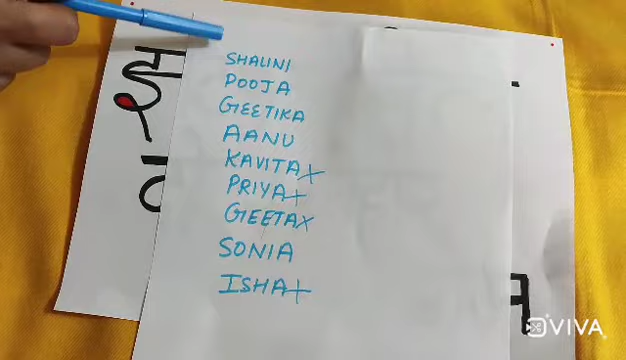 SHALINI
POOJA
GEETIKA
AANU
KAVITA X
PRIYA X
GEETA X
SONIA
ISHA X
VIVA